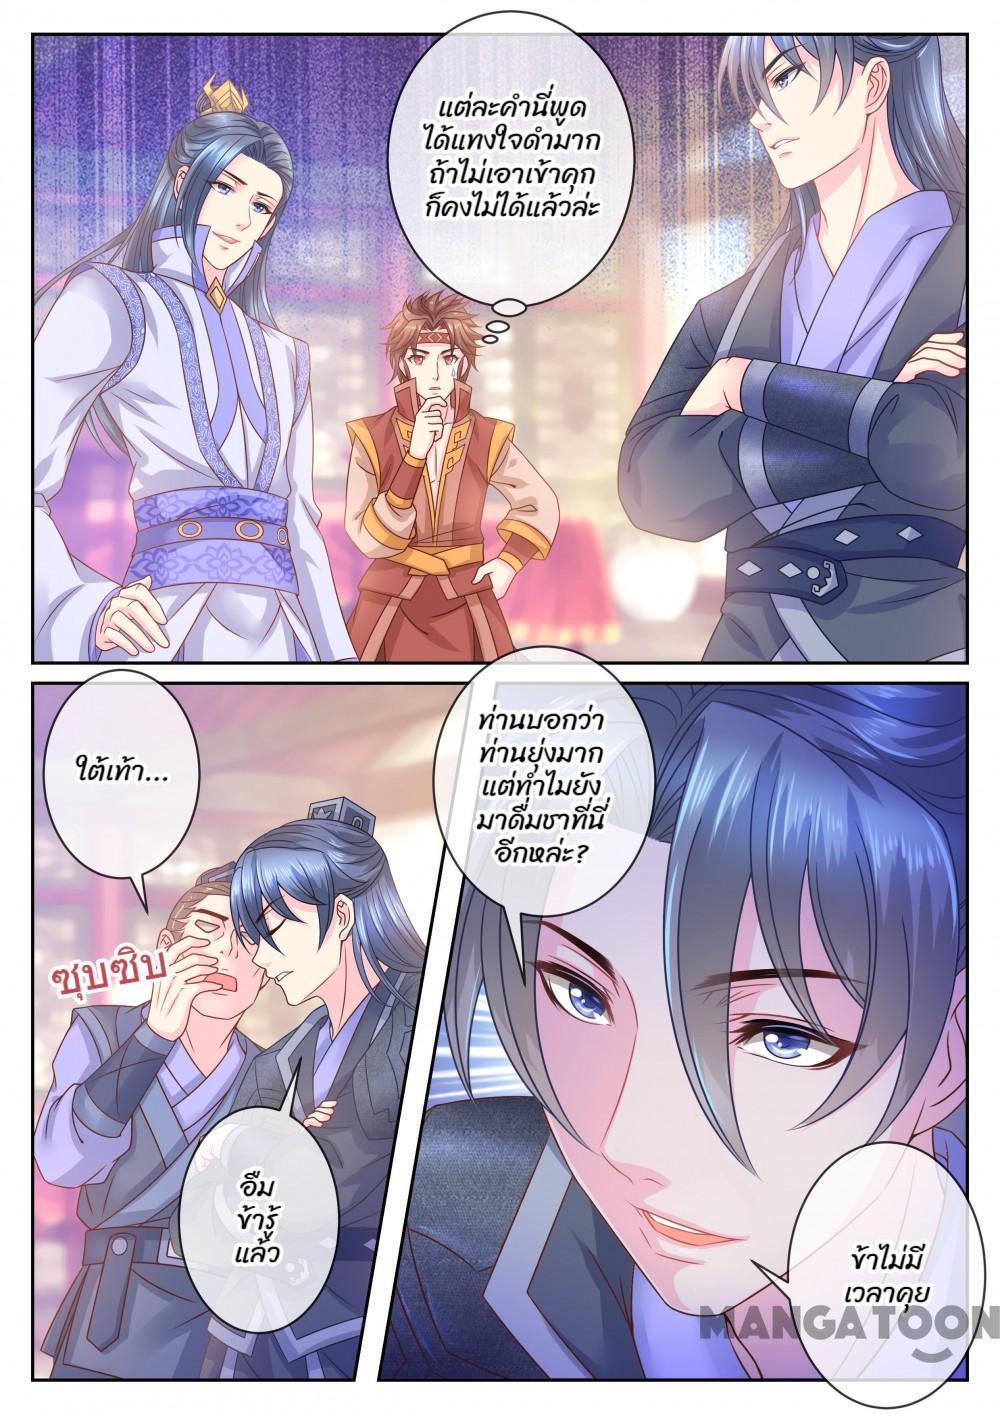 แต่ละคำนี่พูด
ได้แทงใจดำมาก
ถ้าไม่เอาเข้าคุก
ก็คงไม่ได้แล้วล่ะ
ใต้เท้า...
ซุบซิบ
อืม
ข้ารู้
แล้ว
ท่านบอกว่า
ท่านยุ่งมาก
แต่ทำไมยัง
มาดื่มชาที่นี่
อีกหล่ะ?
ข้าไม่มี
เวลาคุย
MANGATOON